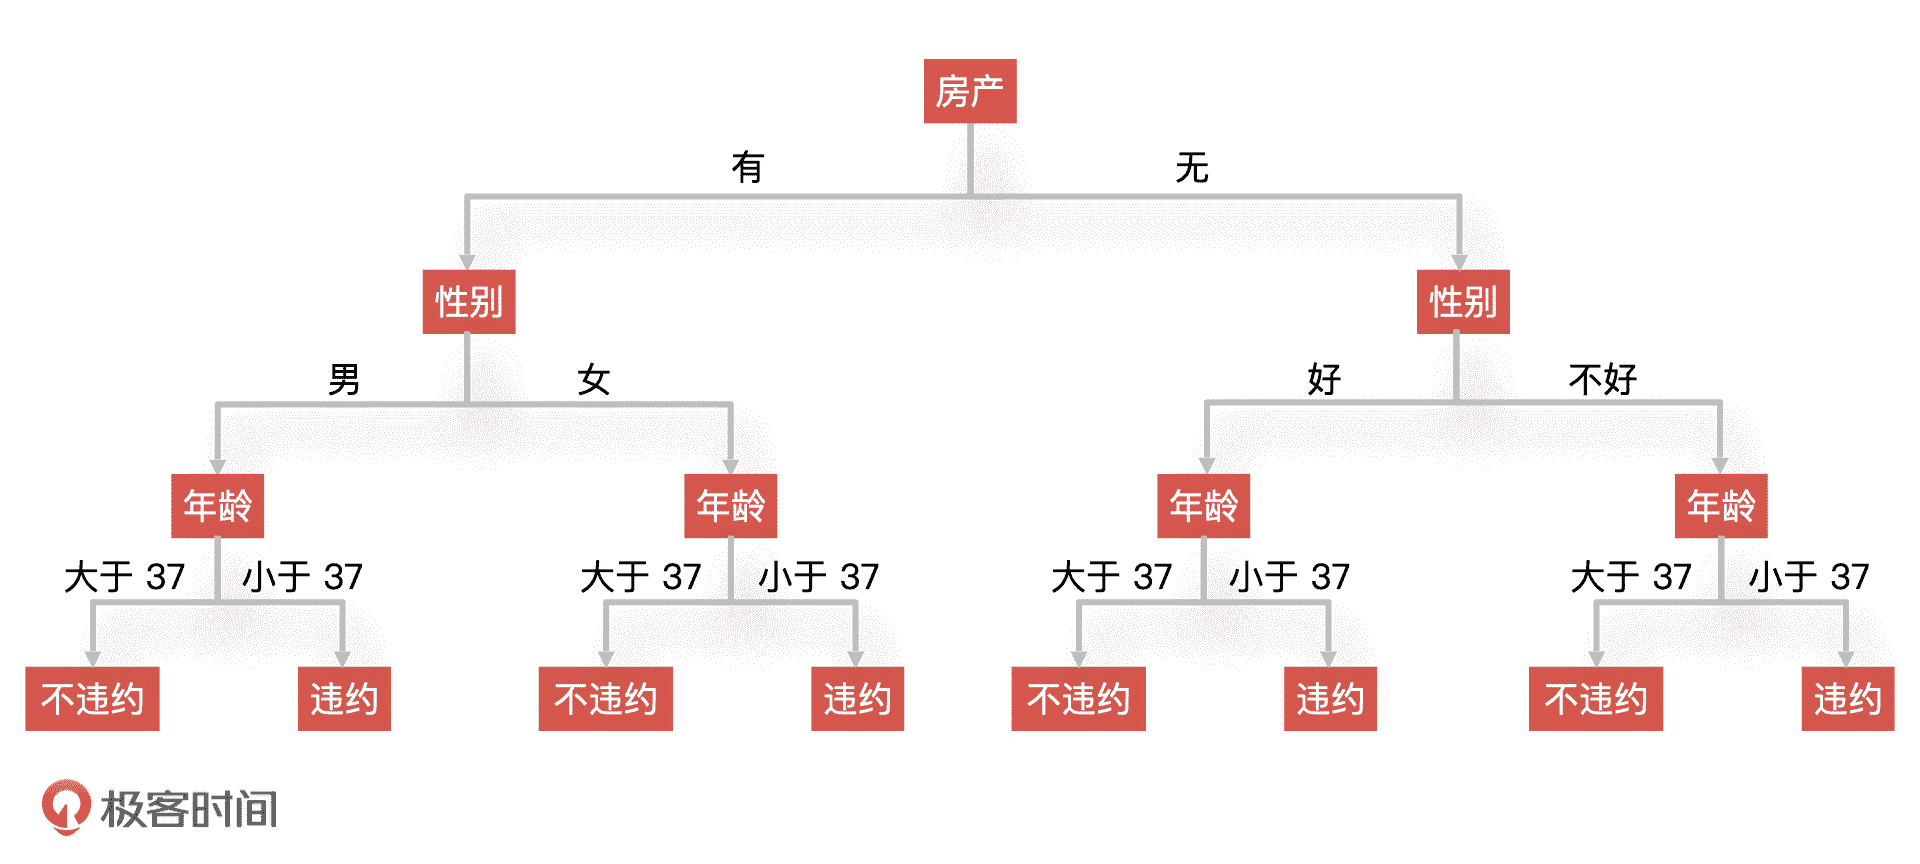 房产
有
无
性别
性别
男
女
好
不好
年龄
年龄
年龄
年龄
大于 37
小于 37
大于 37
小于 37
大于 37
小于 37
大于 37
小于 37
不违约
违约
不违约
违约
不违约
违约
不违约
违约
极客时间